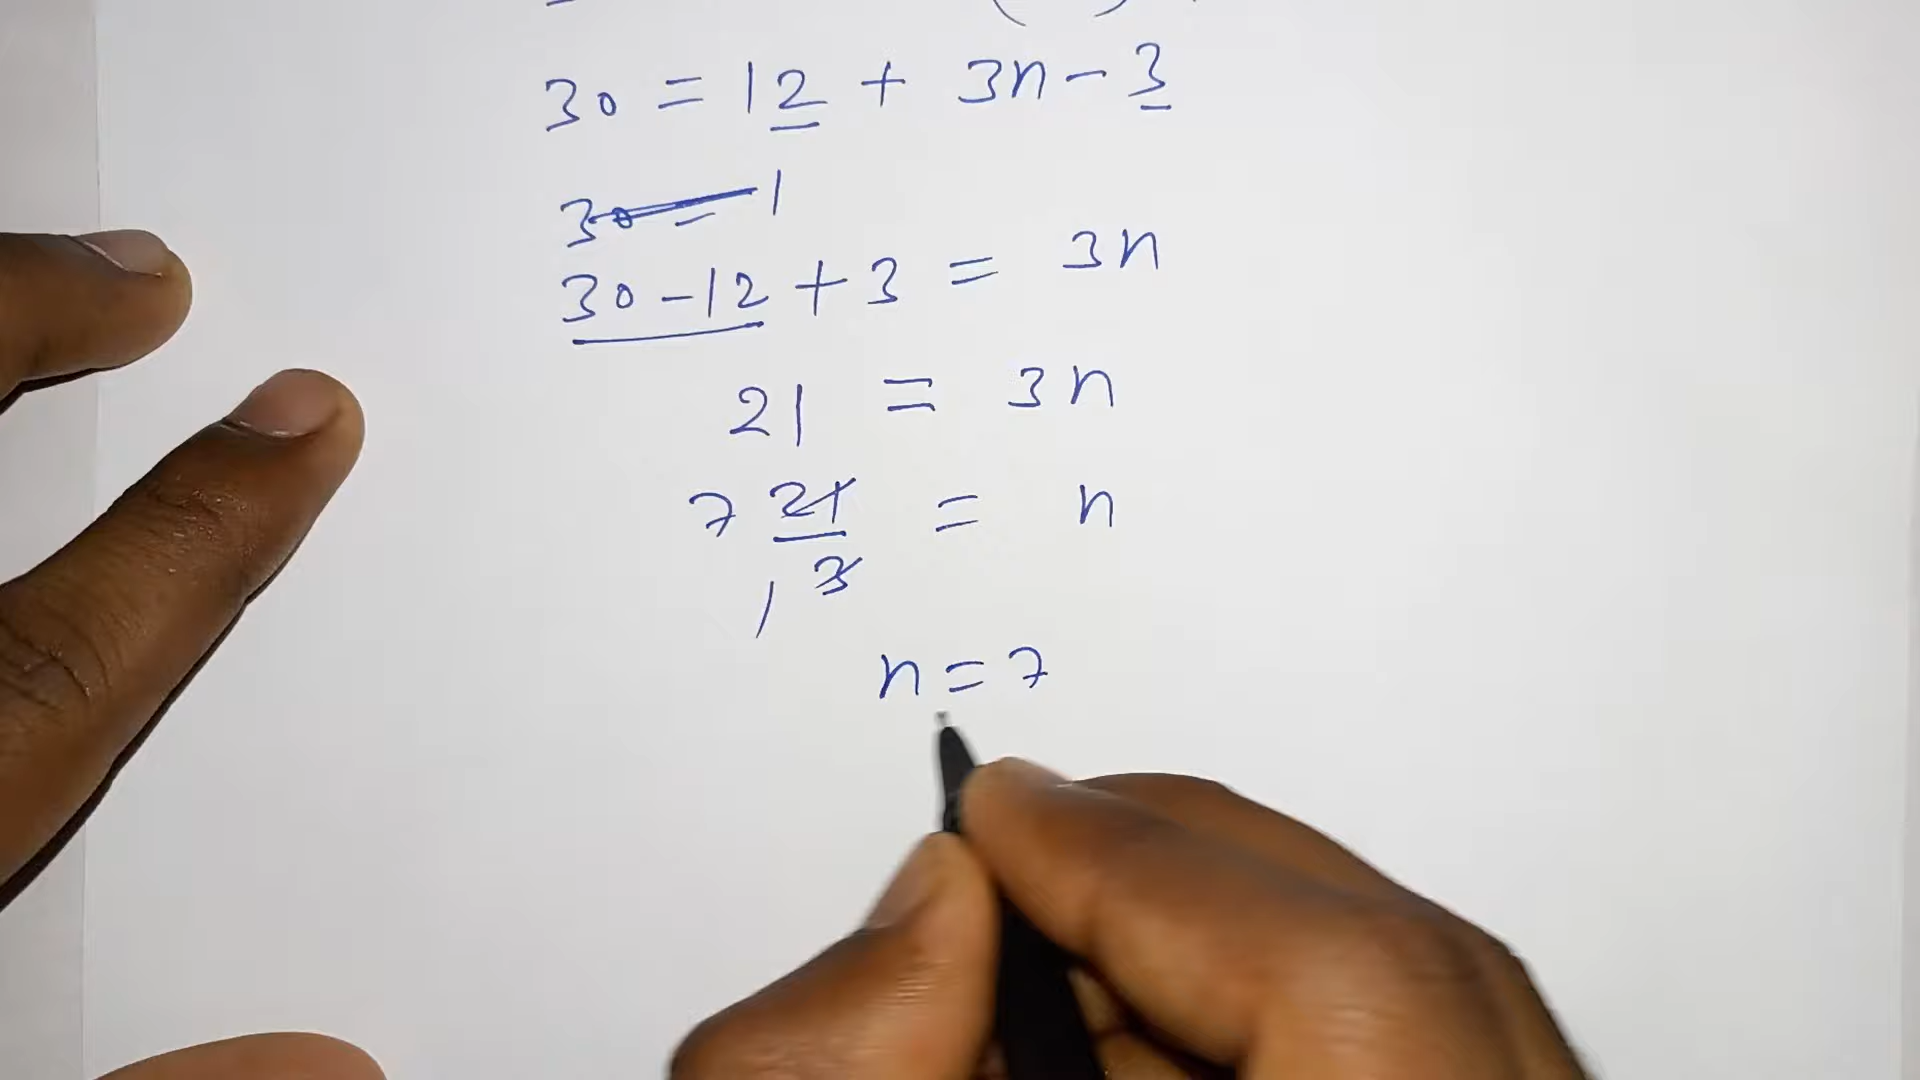 30 = 12 + 3n - 3
30 = 1
30 - 12 + 3 = 3n
21 = 3n
7 21/3 = n
1
n = 7